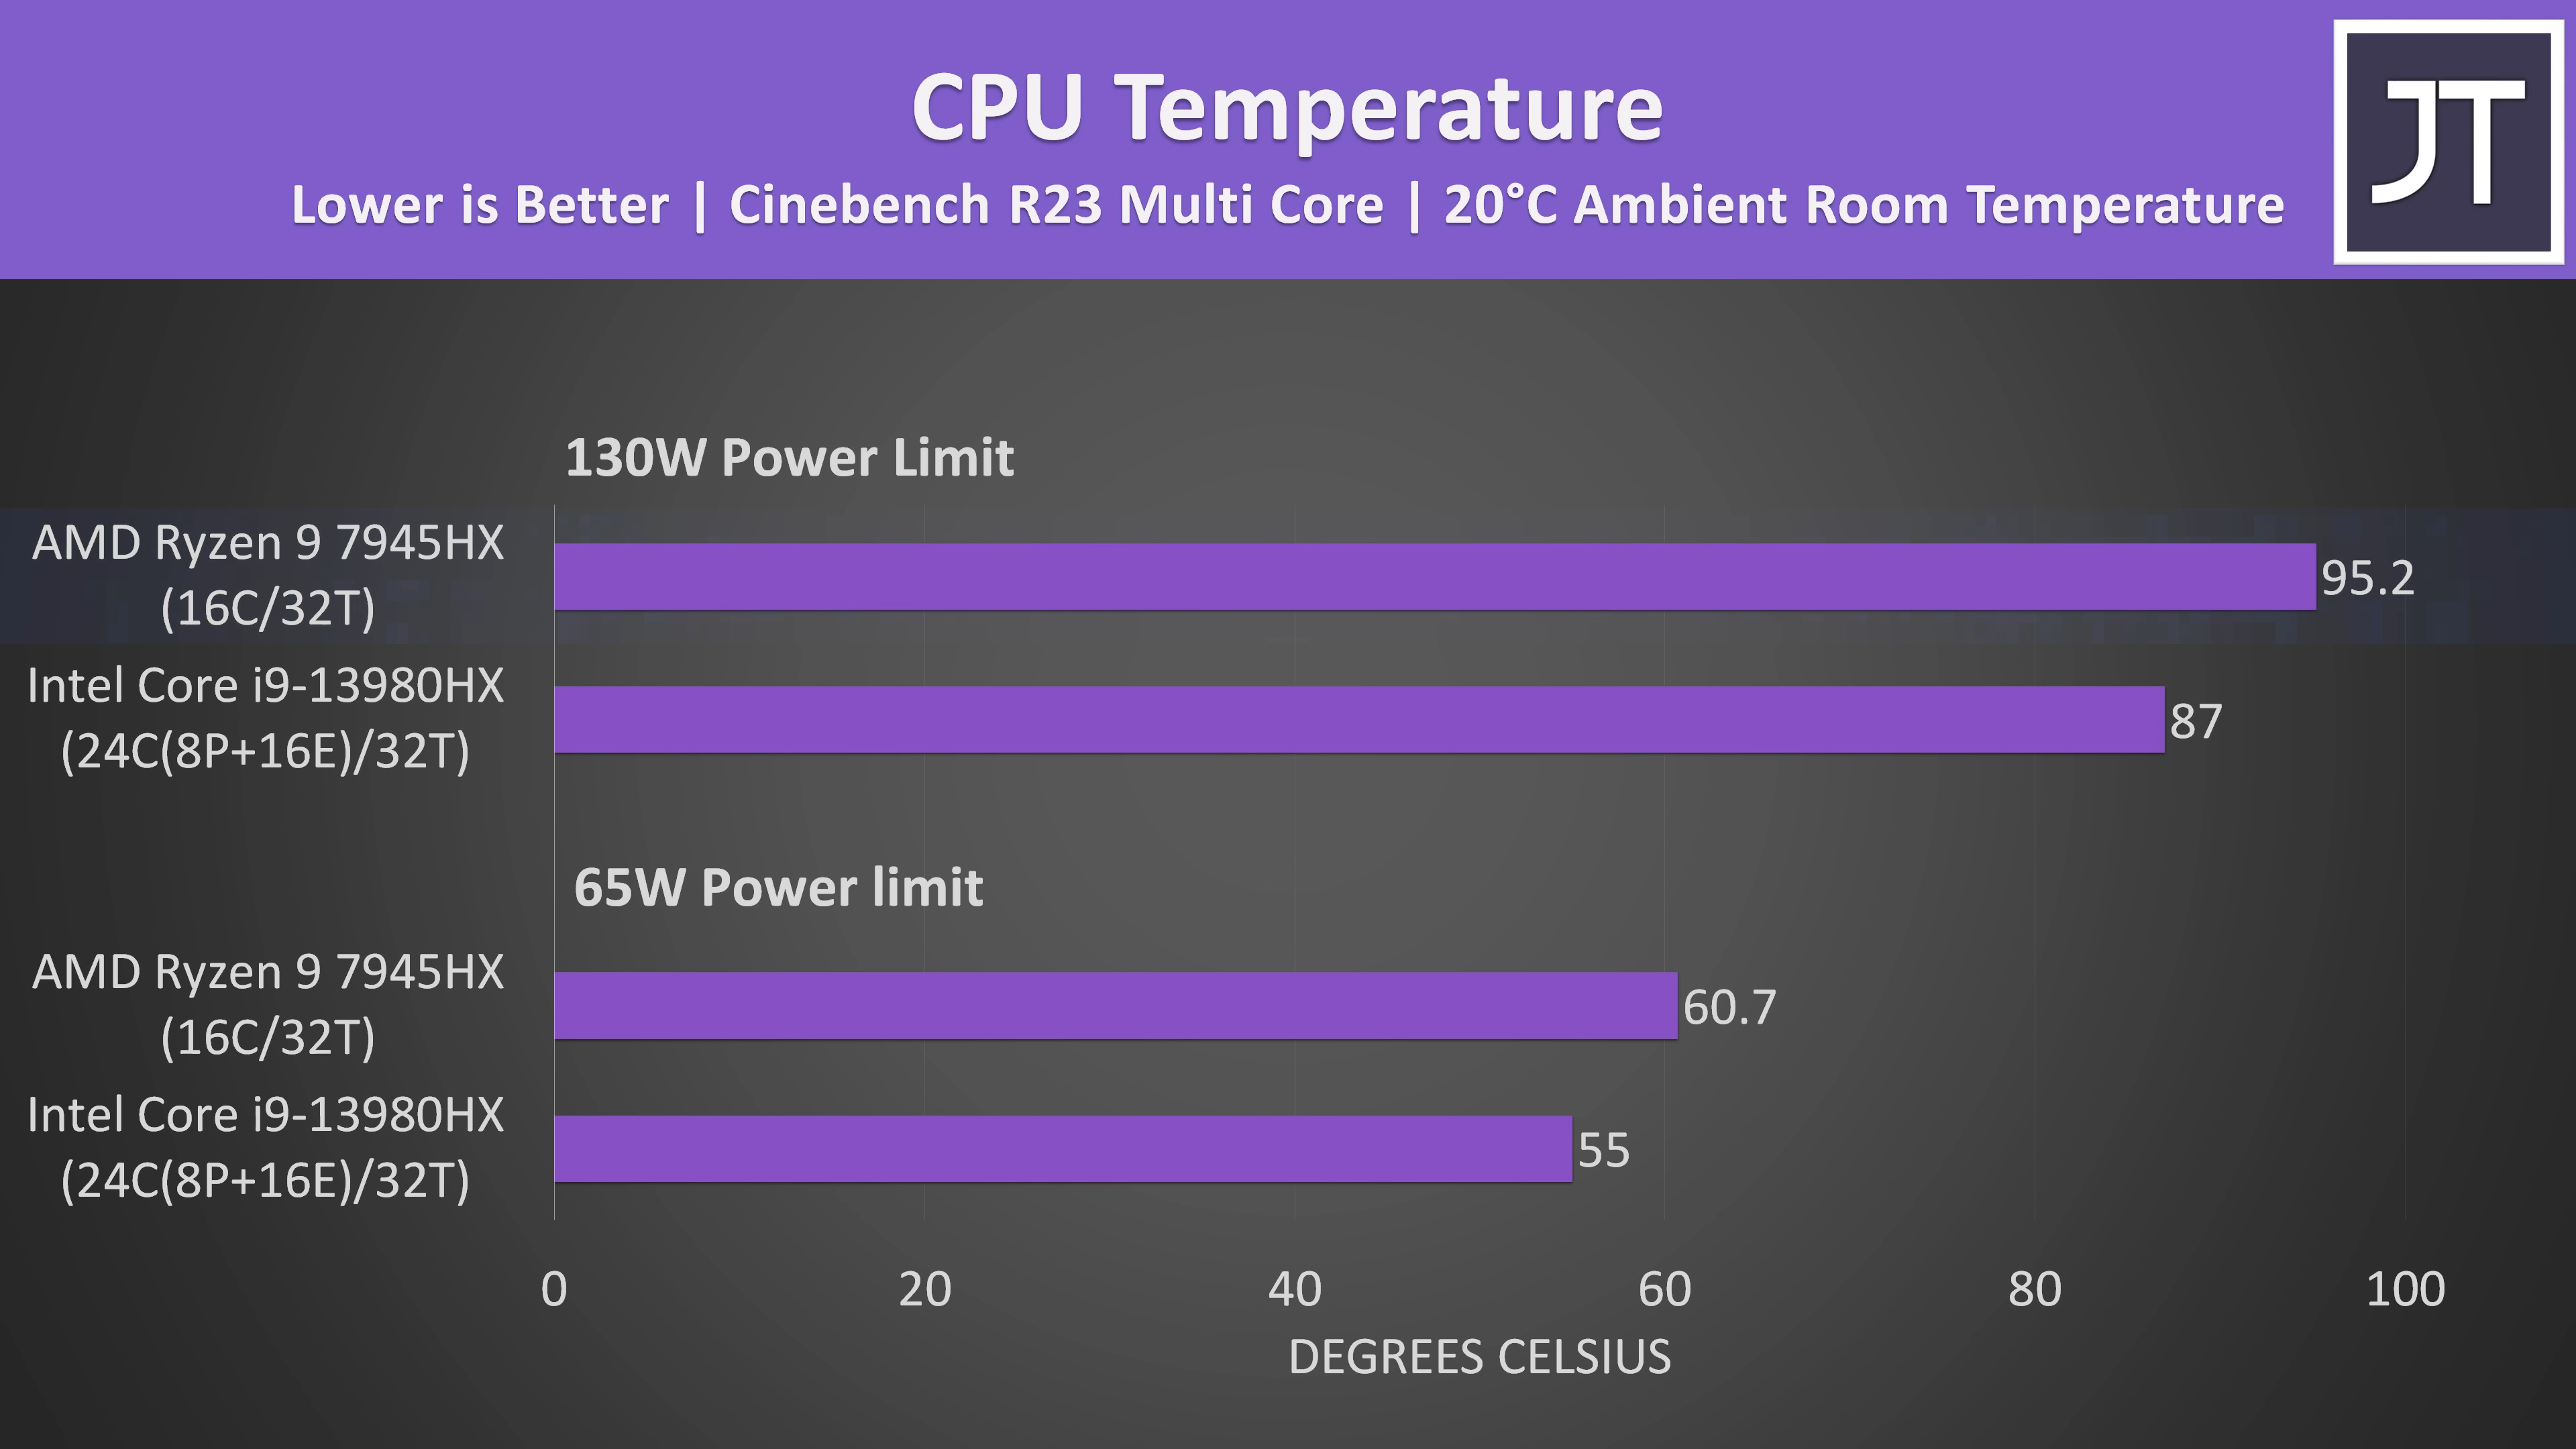 CPU Temperature
Lower is Better | Cinebench R23 Multi Core | 20°C Ambient Room Temperature
JT
130W Power Limit
AMD Ryzen 9 7945HX
(16C/32T)
95.2
Intel Core i9-13980HX
(24C(8P+16E)/32T)
87
65W Power limit
AMD Ryzen 9 7945HX
(16C/32T)
60.7
Intel Core i9-13980HX
(24C(8P+16E)/32T)
55
0 20 40 60 80 100
DEGREES CELSIUS